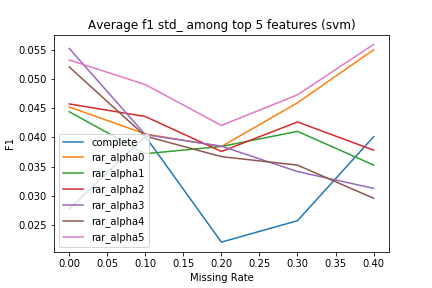 Average f1 std_ among top 5 features (svm)
F1
0.055
0.050
0.045
0.040
0.035
0.030
0.025
complete
rar_alpha0
rar_alpha1
rar_alpha2
rar_alpha3
rar_alpha4
rar_alpha5
0.00 0.05 0.10 0.15 0.20 0.25 0.30 0.35 0.40
Missing Rate